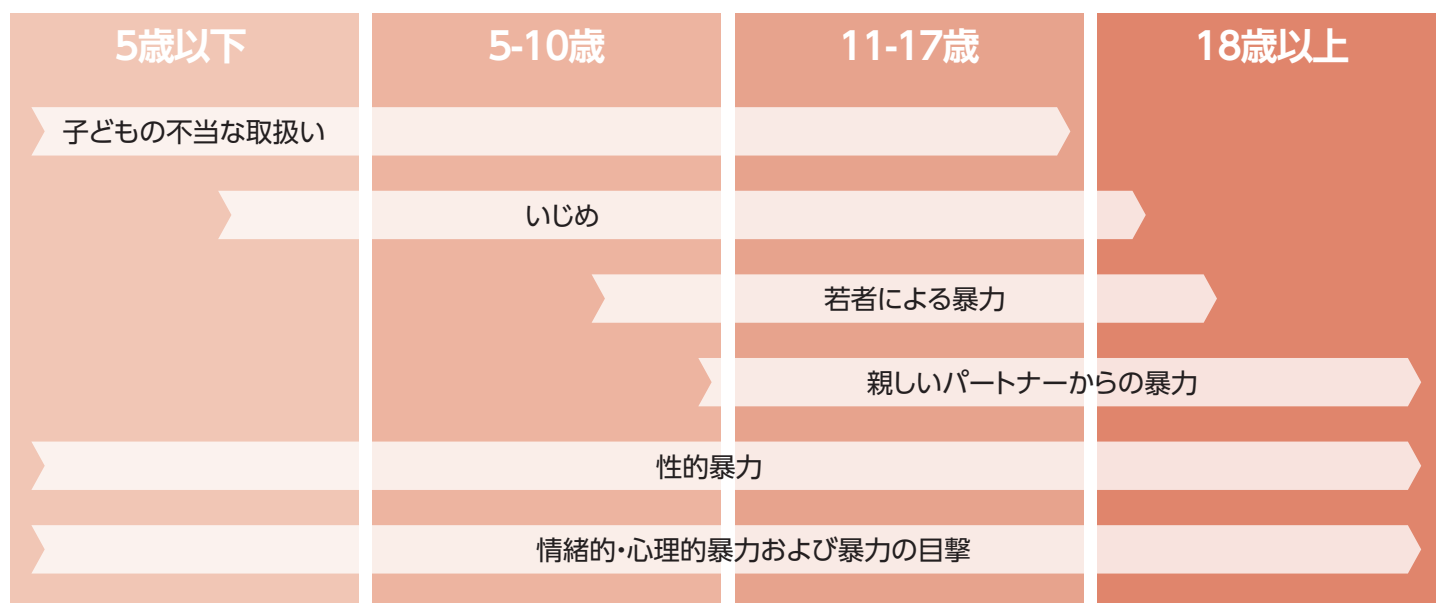 5歳以下
5-10歳
11-17歳
18歳以上
子どもの不当な取扱い
いじめ
若者による暴力
親しいパートナーからの暴力
性的暴力
情緒的・心理的暴力および暴力の目撃